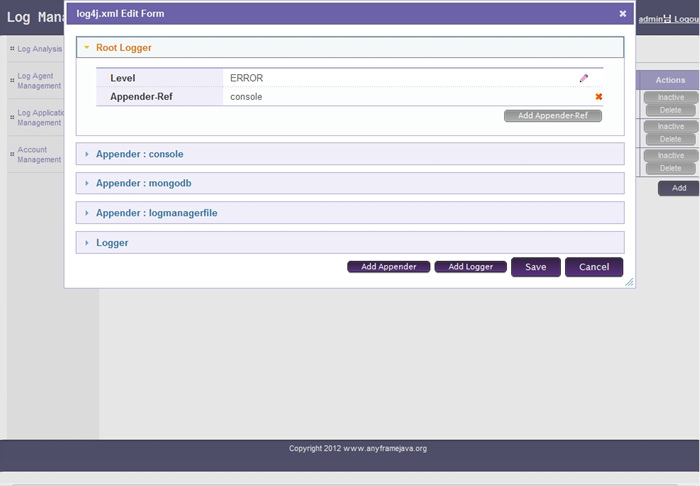 Log Mana
log4j.xml Edit Form
admin
Logou
Log Analysis
Log Agent
Management
Log Applicatio
Management
Account
Management
Root Logger
Level ERROR
Appender-Ref console
Add Appender-Ref
Appender : console
Appender : mongodb
Appender : logmanagerfile
Logger
Add Appender Add Logger Save Cancel
Actions
Inactive
Delete
Inactive
Delete
Inactive
Delete
Add
Copyright 2012 www.anyframejava.org